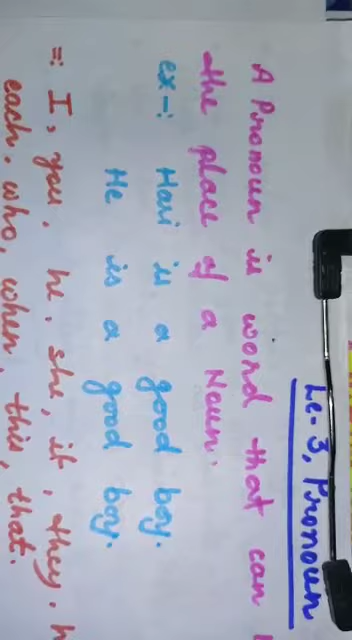 Le-3, Pronoun
A Pronoun is word that can
the place of a Noun.
ex-: Hari is a good boy.
He is a good boy.
=: I, you, he, she, it, they,
each, who, when, this, that.